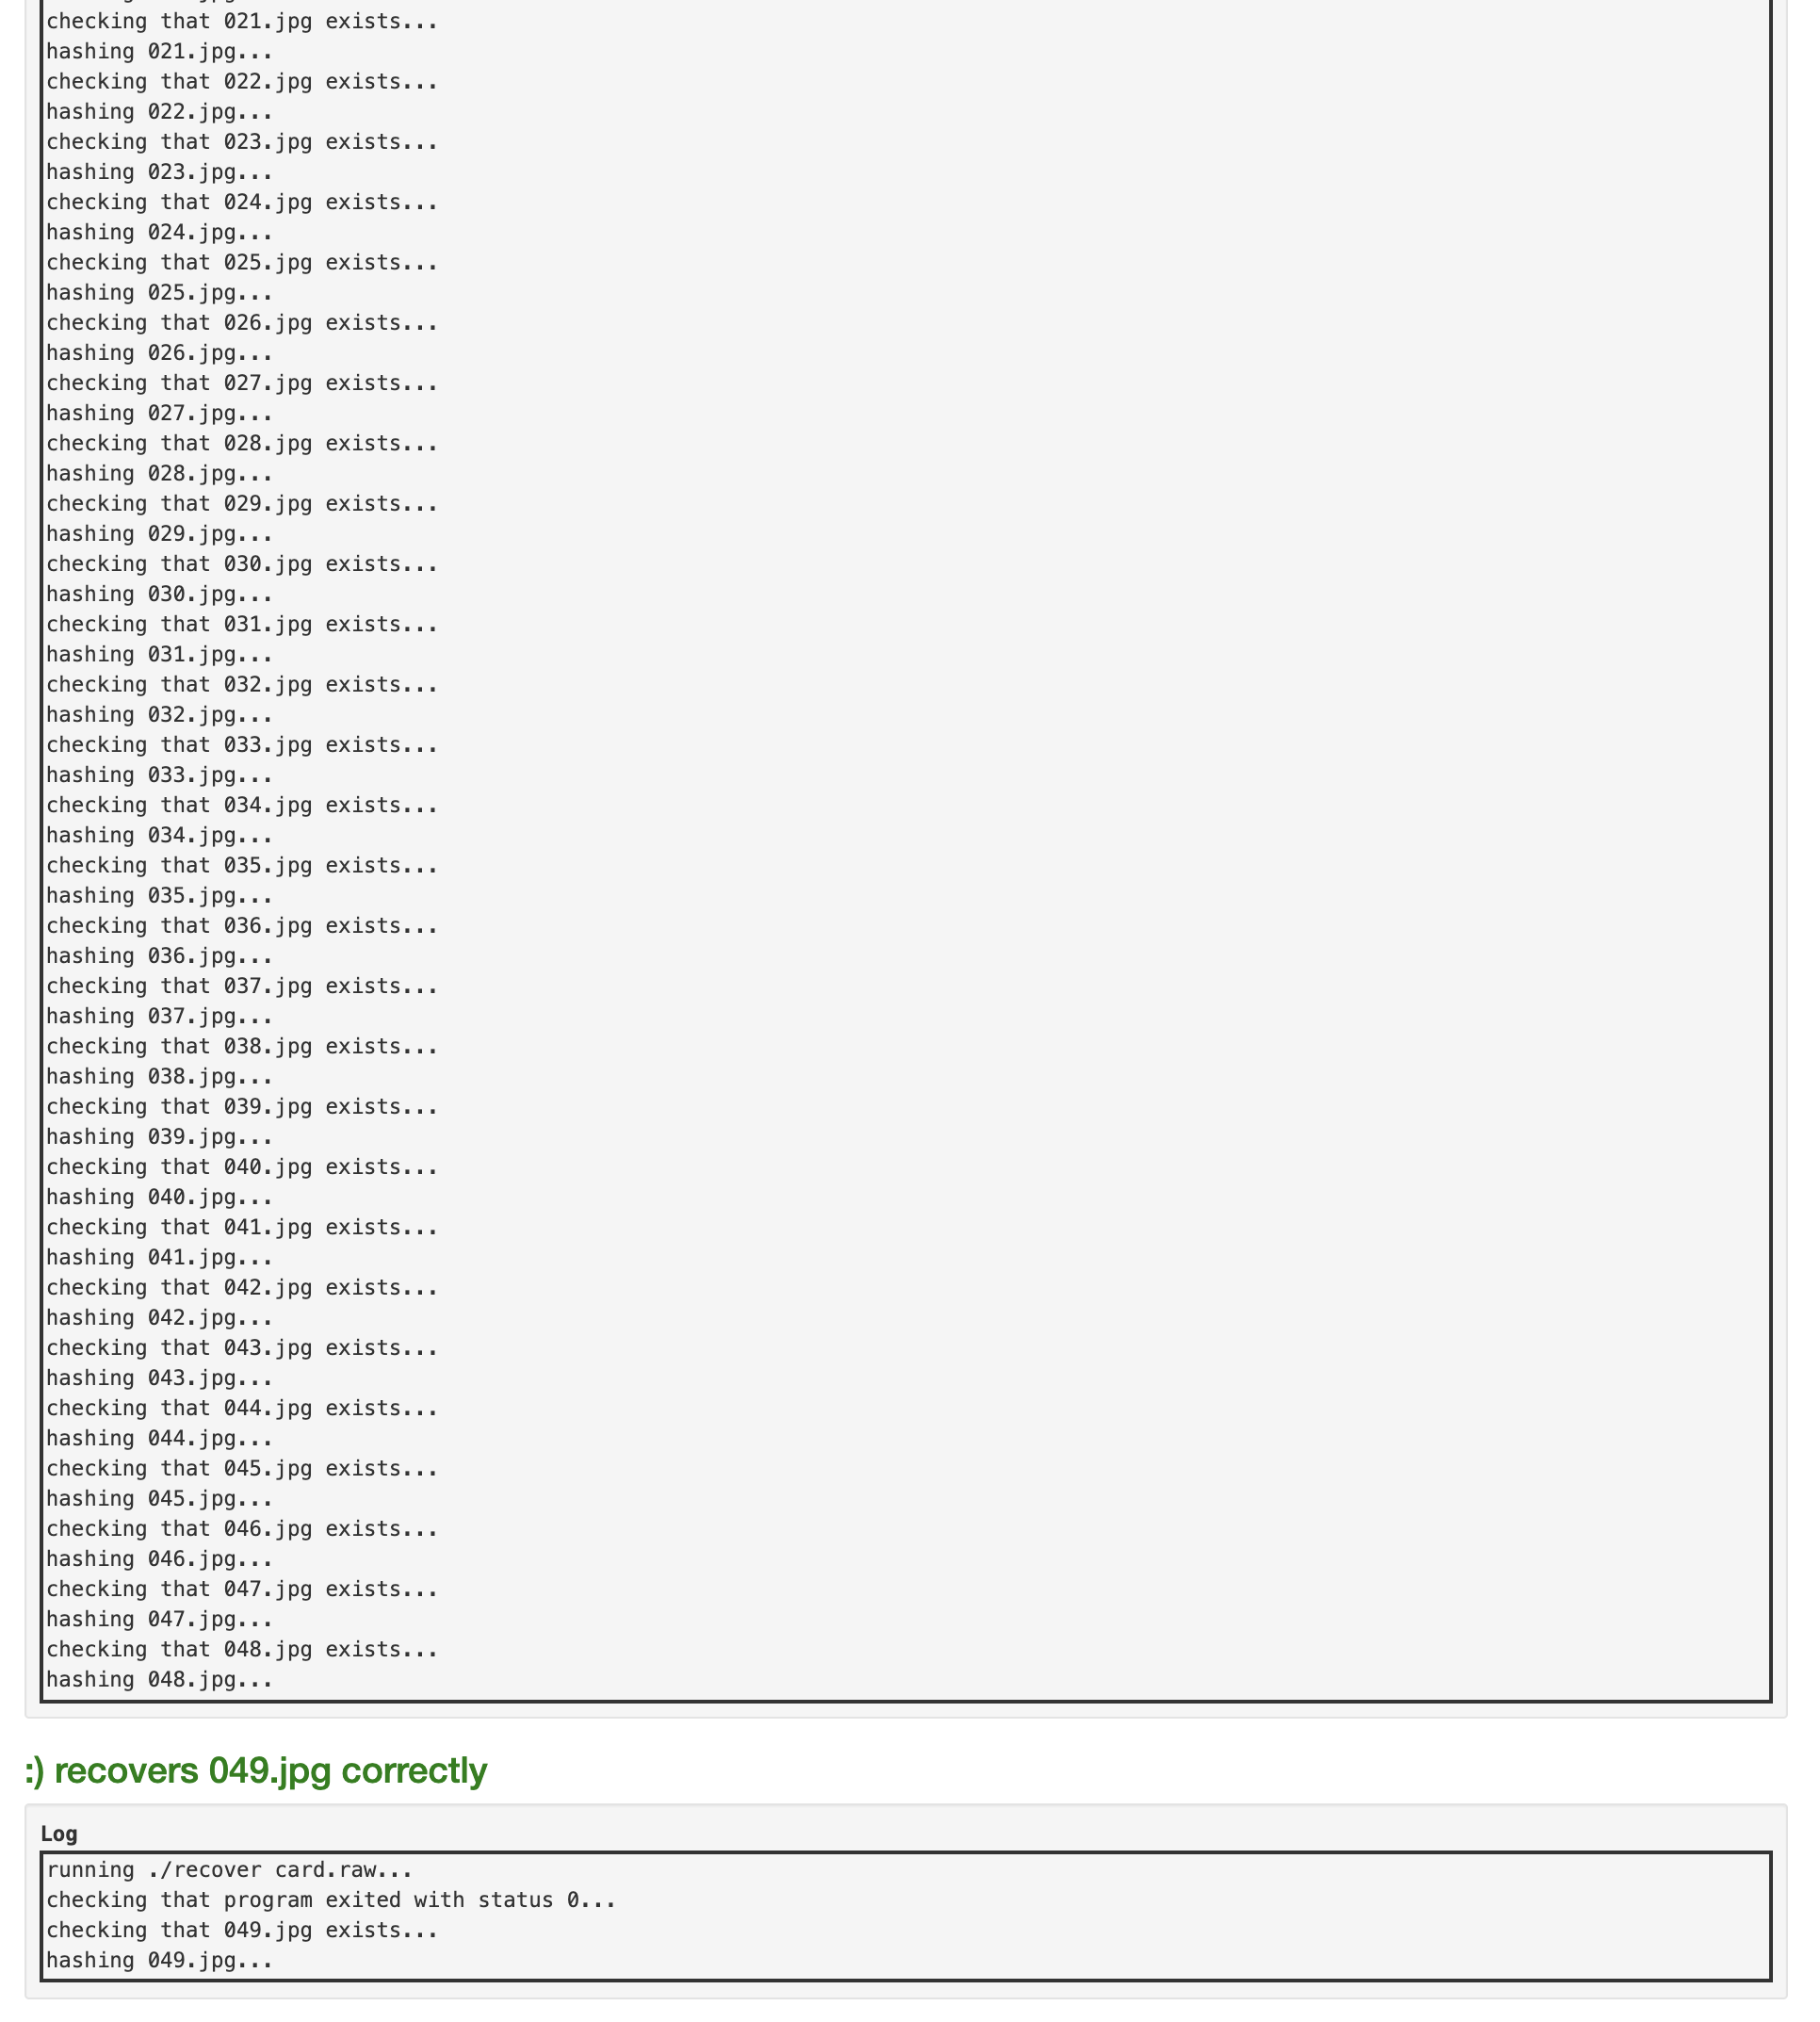 checking that 021.jpg exists...
hashing 021.jpg...
checking that 022.jpg exists...
hashing 022.jpg...
checking that 023.jpg exists...
hashing 023.jpg...
checking that 024.jpg exists...
hashing 024.jpg...
checking that 025.jpg exists...
hashing 025.jpg...
checking that 026.jpg exists...
hashing 026.jpg...
checking that 027.jpg exists...
hashing 027.jpg...
checking that 028.jpg exists...
hashing 028.jpg...
checking that 029.jpg exists...
hashing 029.jpg...
checking that 030.jpg exists...
hashing 030.jpg...
checking that 031.jpg exists...
hashing 031.jpg...
checking that 032.jpg exists...
hashing 032.jpg...
checking that 033.jpg exists...
hashing 033.jpg...
checking that 034.jpg exists...
hashing 034.jpg...
checking that 035.jpg exists...
hashing 035.jpg...
checking that 036.jpg exists...
hashing 036.jpg...
checking that 037.jpg exists...
hashing 037.jpg...
checking that 038.jpg exists...
hashing 038.jpg...
checking that 039.jpg exists...
hashing 039.jpg...
checking that 040.jpg exists...
hashing 040.jpg...
checking that 041.jpg exists...
hashing 041.jpg...
checking that 042.jpg exists...
hashing 042.jpg...
checking that 043.jpg exists...
hashing 043.jpg...
checking that 044.jpg exists...
hashing 044.jpg...
checking that 045.jpg exists...
hashing 045.jpg...
checking that 046.jpg exists...
hashing 046.jpg...
checking that 047.jpg exists...
hashing 047.jpg...
checking that 048.jpg exists...
hashing 048.jpg...
:) recovers 049.jpg correctly
Log
running ./recover card.raw...
checking that program exited with status 0...
checking that 049.jpg exists...
hashing 049.jpg...